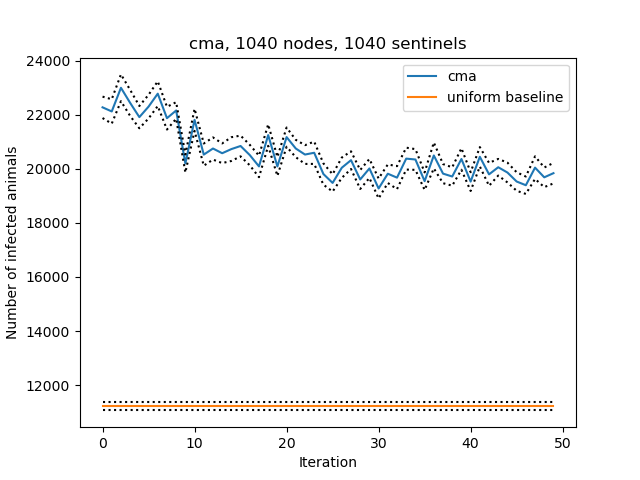 cma, 1040 nodes, 1040 sentinels
cma
uniform baseline
Number of infected animals
24000
22000
20000
18000
16000
14000
12000
0 10 20 30 40 50
Iteration